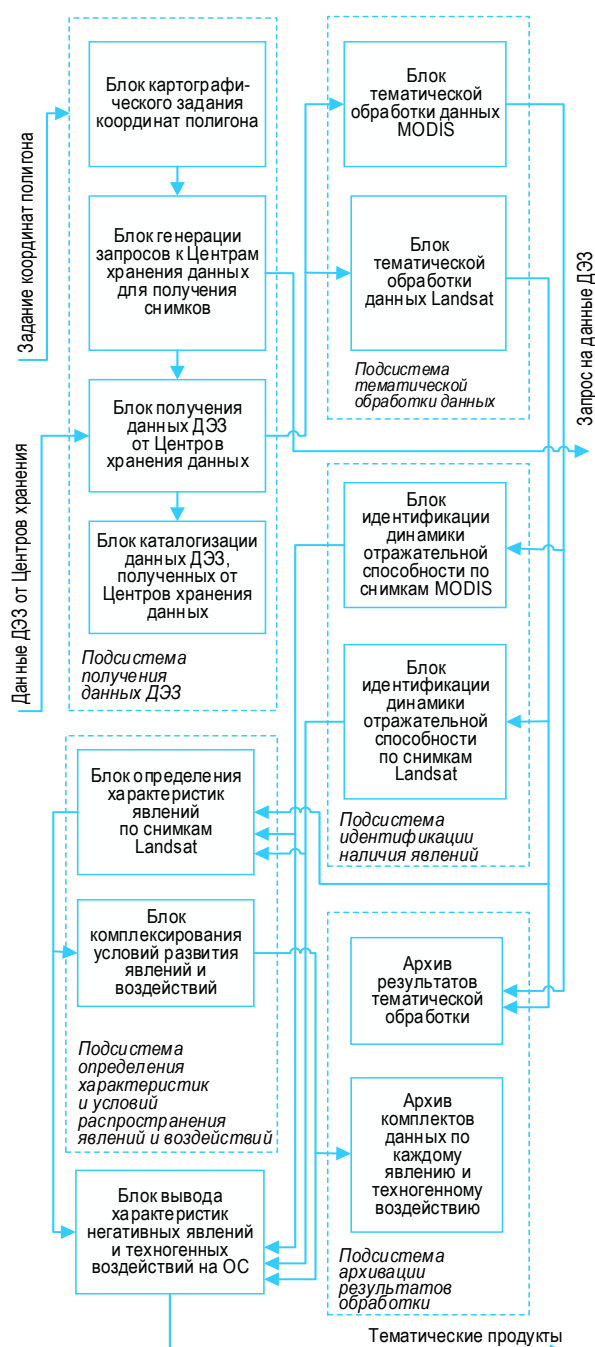 Задание координат полигона
Данные ДЭЗ от Центров хранения
Блок картографи-
ческого задания
координат полигона
Блок генерации
запросов к Центрам
хранения данных
для получения
снимков
Блок получения
данных ДЭЗ
от Центров
хранения данных
Блок каталогизации
данных ДЭЗ,
полученных от
Центров хранения
данных
Подсистема
получения
данных ДЭЗ
Блок
тематической
обработки данных
MODIS
Блок
тематической
обработки
данных Landsat
Подсистема
тематической
обработки данных
Запрос на данные ДЭЗ
Блок
идентификации
динамики
отражательной
способности по
снимкам MODIS
Блок
идентификации
динамики
отражательной
способности
по снимкам
Landsat
Подсистема
идентификации
наличия явлений
Блок определения
характеристик
явлений
по снимкам
Landsat
Блок
комплексирования
условий развития
явлений и
воздействий
Подсистема
определения
характеристик
и условий
распространения
явлений и воздействий
Архив
результатов
тематической
обработки
Архив
комплектов
данных по
каждому
явлению и
техногенному
воздействию
Подсистема
архивации
результатов
обработки
Блок вывода
характеристик
негативных явлений
и техногенных
воздействий на ОС
Тематические продукты